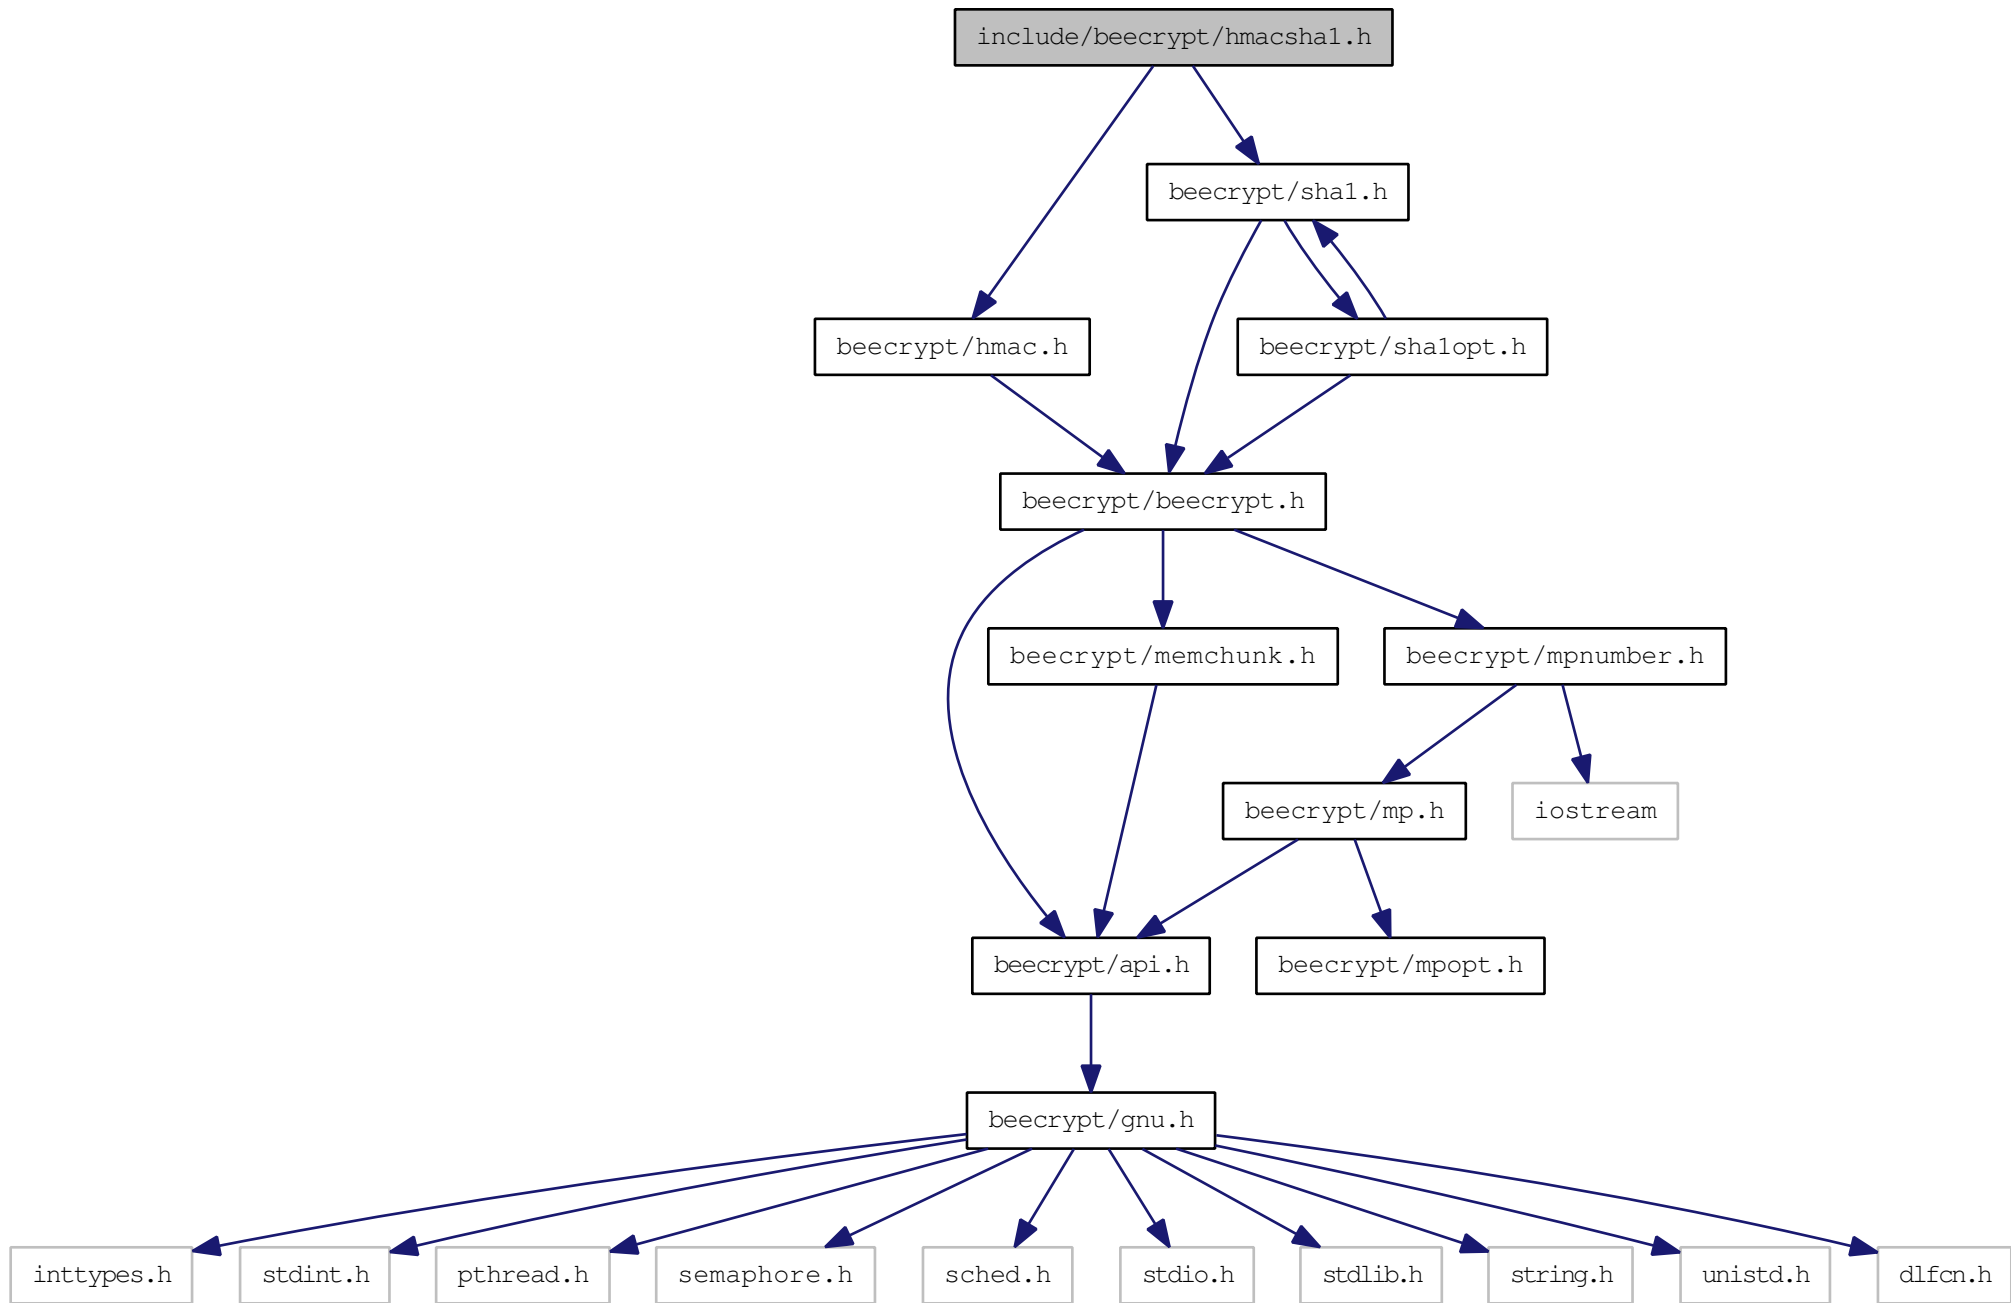 include/beecrypt/hmacsha1.h
beecrypt/sha1.h
beecrypt/hmac.h
beecrypt/sha1opt.h
beecrypt/beecrypt.h
beecrypt/memchunk.h
beecrypt/mpnumber.h
beecrypt/mp.h
iostream
beecrypt/api.h
beecrypt/mpopt.h
beecrypt/gnu.h
inttypes.h
stdint.h
pthread.h
semaphore.h
sched.h
stdio.h
stdlib.h
string.h
unistd.h
dlfcn.h